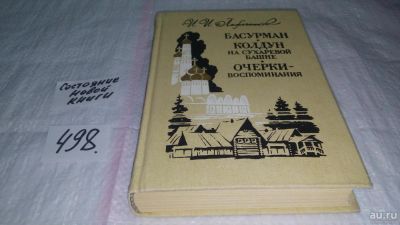 И. И. Лажечников
БАСУРМАН
КОЛДУН
НА СУХАРЕВОЙ
БАШНЕ
ОЧЕРКИ-
ВОСПОМИНАНИЯ
Состояние
новой
книги
498.
au.ru